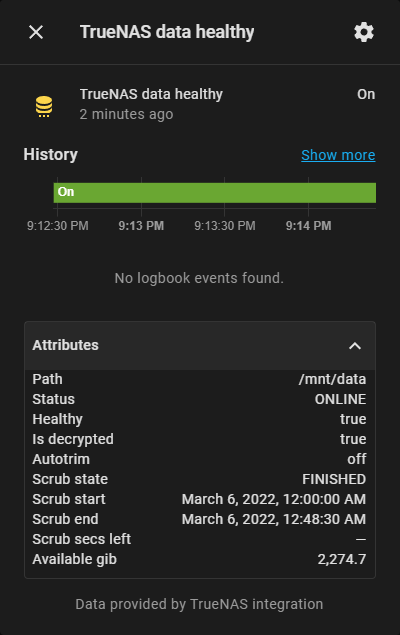 TrueNAS data healthy
TrueNAS data healthy On
2 minutes ago
History Show more
On
9:12:30 PM 9:13 PM 9:13:30 PM 9:14 PM
No logbook events found.
Attributes
Path /mnt/data
Status ONLINE
Healthy true
Is decrypted true
Autotrim off
Scrub state FINISHED
Scrub start March 6, 2022, 12:00:00 AM
Scrub end March 6, 2022, 12:48:30 AM
Scrub secs left —
Available gib 2,274.7
Data provided by TrueNAS integration